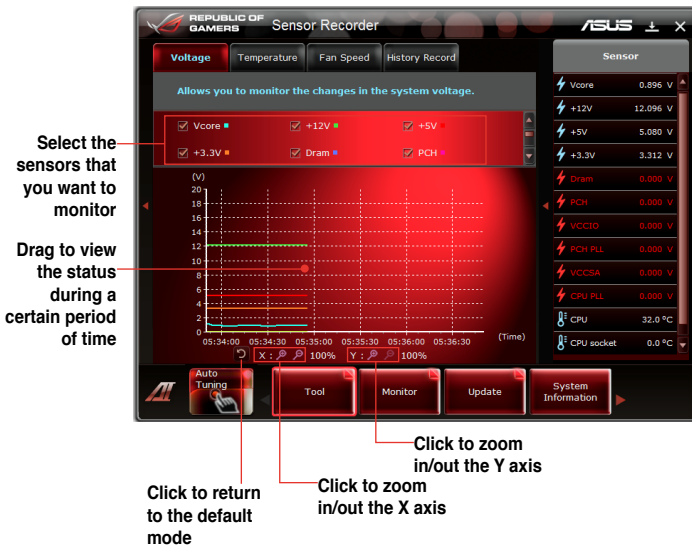 REPUBLIC OF
GAMERS
Sensor Recorder
ASUS
Voltage
Temperature
Fan Speed
History Record
Allows you to monitor the changes in the system voltage.
Vcore
+12V
+5V
+3.3V
Dram
PCH
Select the
sensors that
you want to
monitor
Drag to view
the status
during a
certain period
of time
(V)
20
18
16
14
12
10
8
6
4
2
0
05:34:00 05:34:30 05:35:00 05:35:30 05:36:00 05:36:30
(Time)
X : 100% Y : 100%
Sensor
Vcore 0.896 V
+12V 12.096 V
+5V 5.080 V
+3.3V 3.312 V
Dram 0.000 V
PCH 0.000 V
VCCIO 0.000 V
PCH PLL 0.000 V
VCCSA 0.000 V
CPU PLL 0.000 V
CPU 32.0 °C
CPU socket 0.0 °C
Auto
Tuning
Tool
Monitor
Update
System
Information
Click to zoom
in/out the Y axis
Click to zoom
in/out the X axis
Click to return
to the default
mode